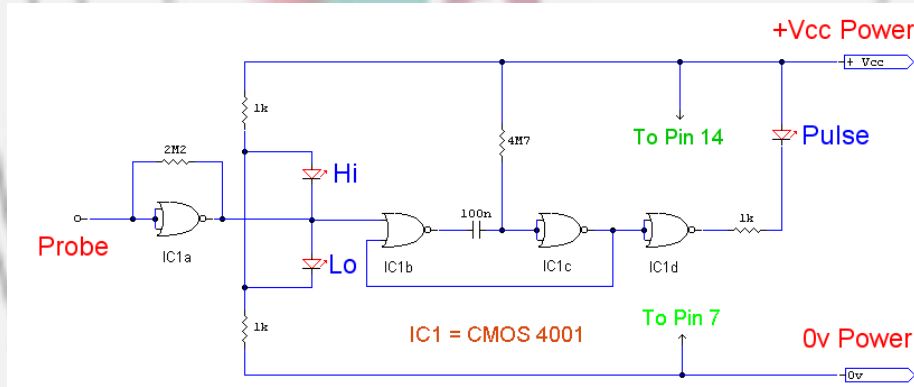 +Vcc Power
+ Vcc
1k
To Pin 14
Pulse
4M7
2M2
Hi
100n
1k
Probe
IC1a
IC1b
IC1c
IC1d
Lo
1k
IC1 = CMOS 4001
To Pin 7
0v Power
0v